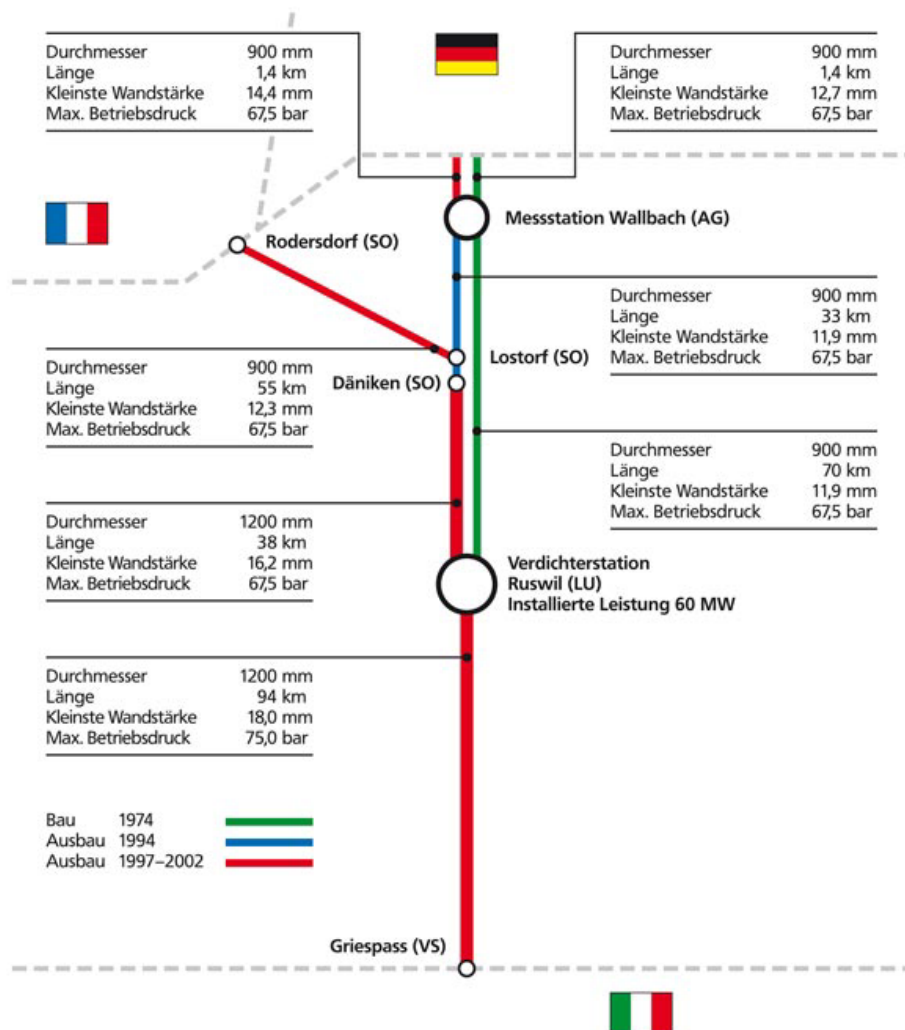 Durchmesser 900 mm
Länge 1,4 km
Kleinste Wandstärke 14,4 mm
Max. Betriebsdruck 67,5 bar
Durchmesser 900 mm
Länge 1,4 km
Kleinste Wandstärke 12,7 mm
Max. Betriebsdruck 67,5 bar
Messstation Wallbach (AG)
Rodersdorf (SO)
Durchmesser 900 mm
Länge 33 km
Kleinste Wandstärke 11,9 mm
Max. Betriebsdruck 67,5 bar
Lostorf (SO)
Däniken (SO)
Durchmesser 900 mm
Länge 55 km
Kleinste Wandstärke 12,3 mm
Max. Betriebsdruck 67,5 bar
Durchmesser 900 mm
Länge 70 km
Kleinste Wandstärke 11,9 mm
Max. Betriebsdruck 67,5 bar
Durchmesser 1200 mm
Länge 38 km
Kleinste Wandstärke 16,2 mm
Max. Betriebsdruck 67,5 bar
Verdichterstation
Ruswil (LU)
Installierte Leistung 60 MW
Durchmesser 1200 mm
Länge 94 km
Kleinste Wandstärke 18,0 mm
Max. Betriebsdruck 75,0 bar
Bau 1974
Ausbau 1994
Ausbau 1997–2002
Griespass (VS)